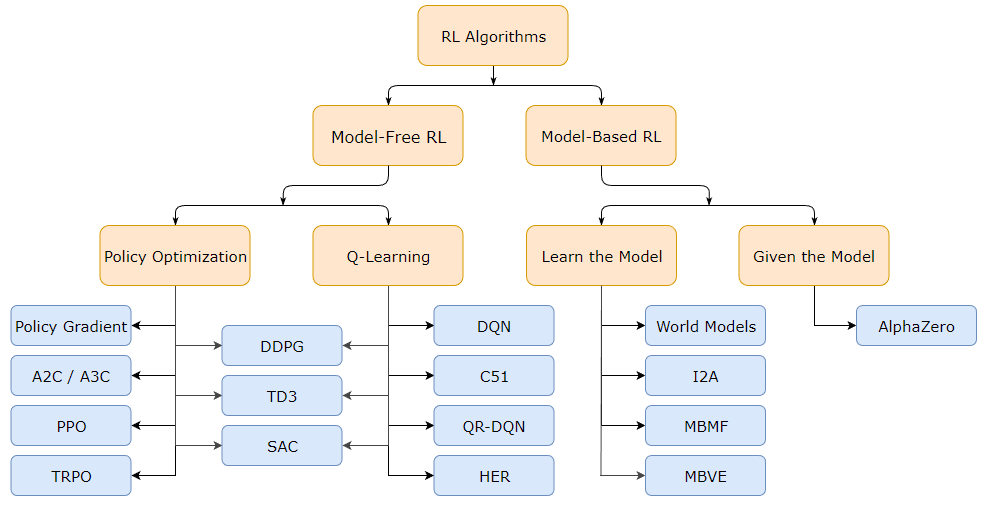 RL Algorithms
Model-Free RL
Model-Based RL
Policy Optimization
Q-Learning
Learn the Model
Given the Model
Policy Gradient
A2C / A3C
PPO
TRPO
DDPG
TD3
SAC
DQN
C51
QR-DQN
HER
World Models
I2A
MBMF
MBVE
AlphaZero